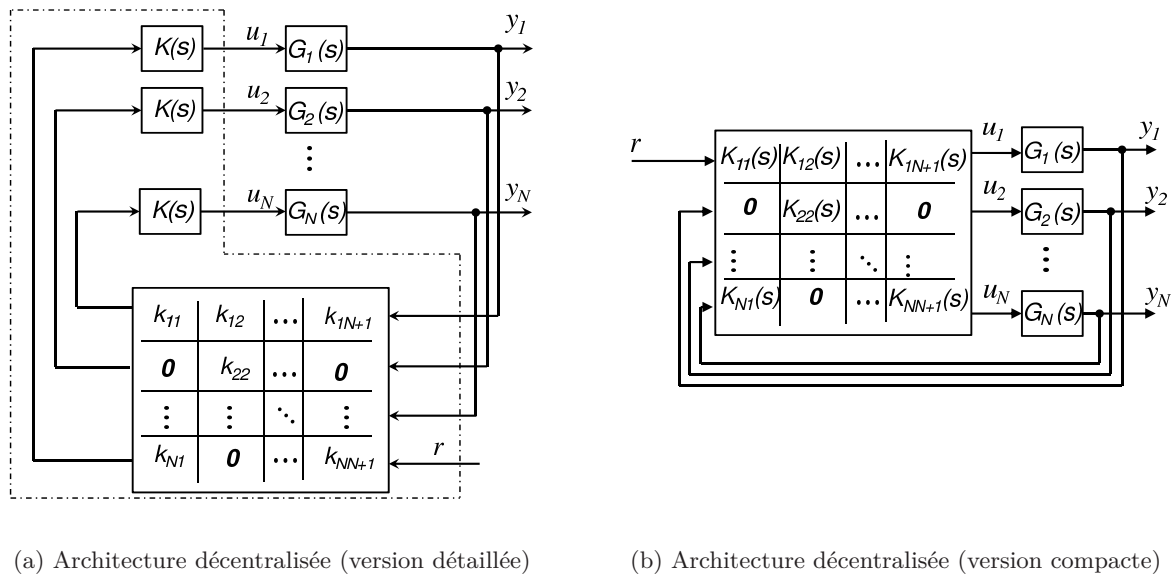 K(s) u1 G1(s) y1
K(s) u2 G2(s) y2
⋮
K(s) uN GN(s) yN
k11 k12 … k1N+1
0 k22 … 0
⋮ ⋮ ⋱ ⋮
kN1 0 … kNN+1 r
(a) Architecture décentralisée (version détaillée)
r K11(s) K12(s) … K1N+1(s) u1 G1(s) y1
0 K22(s) … 0 u2 G2(s) y2
⋮ ⋮ ⋱ ⋮ ⋮
KN1(s) 0 … KNN+1(s) uN GN(s) yN
(b) Architecture décentralisée (version compacte)